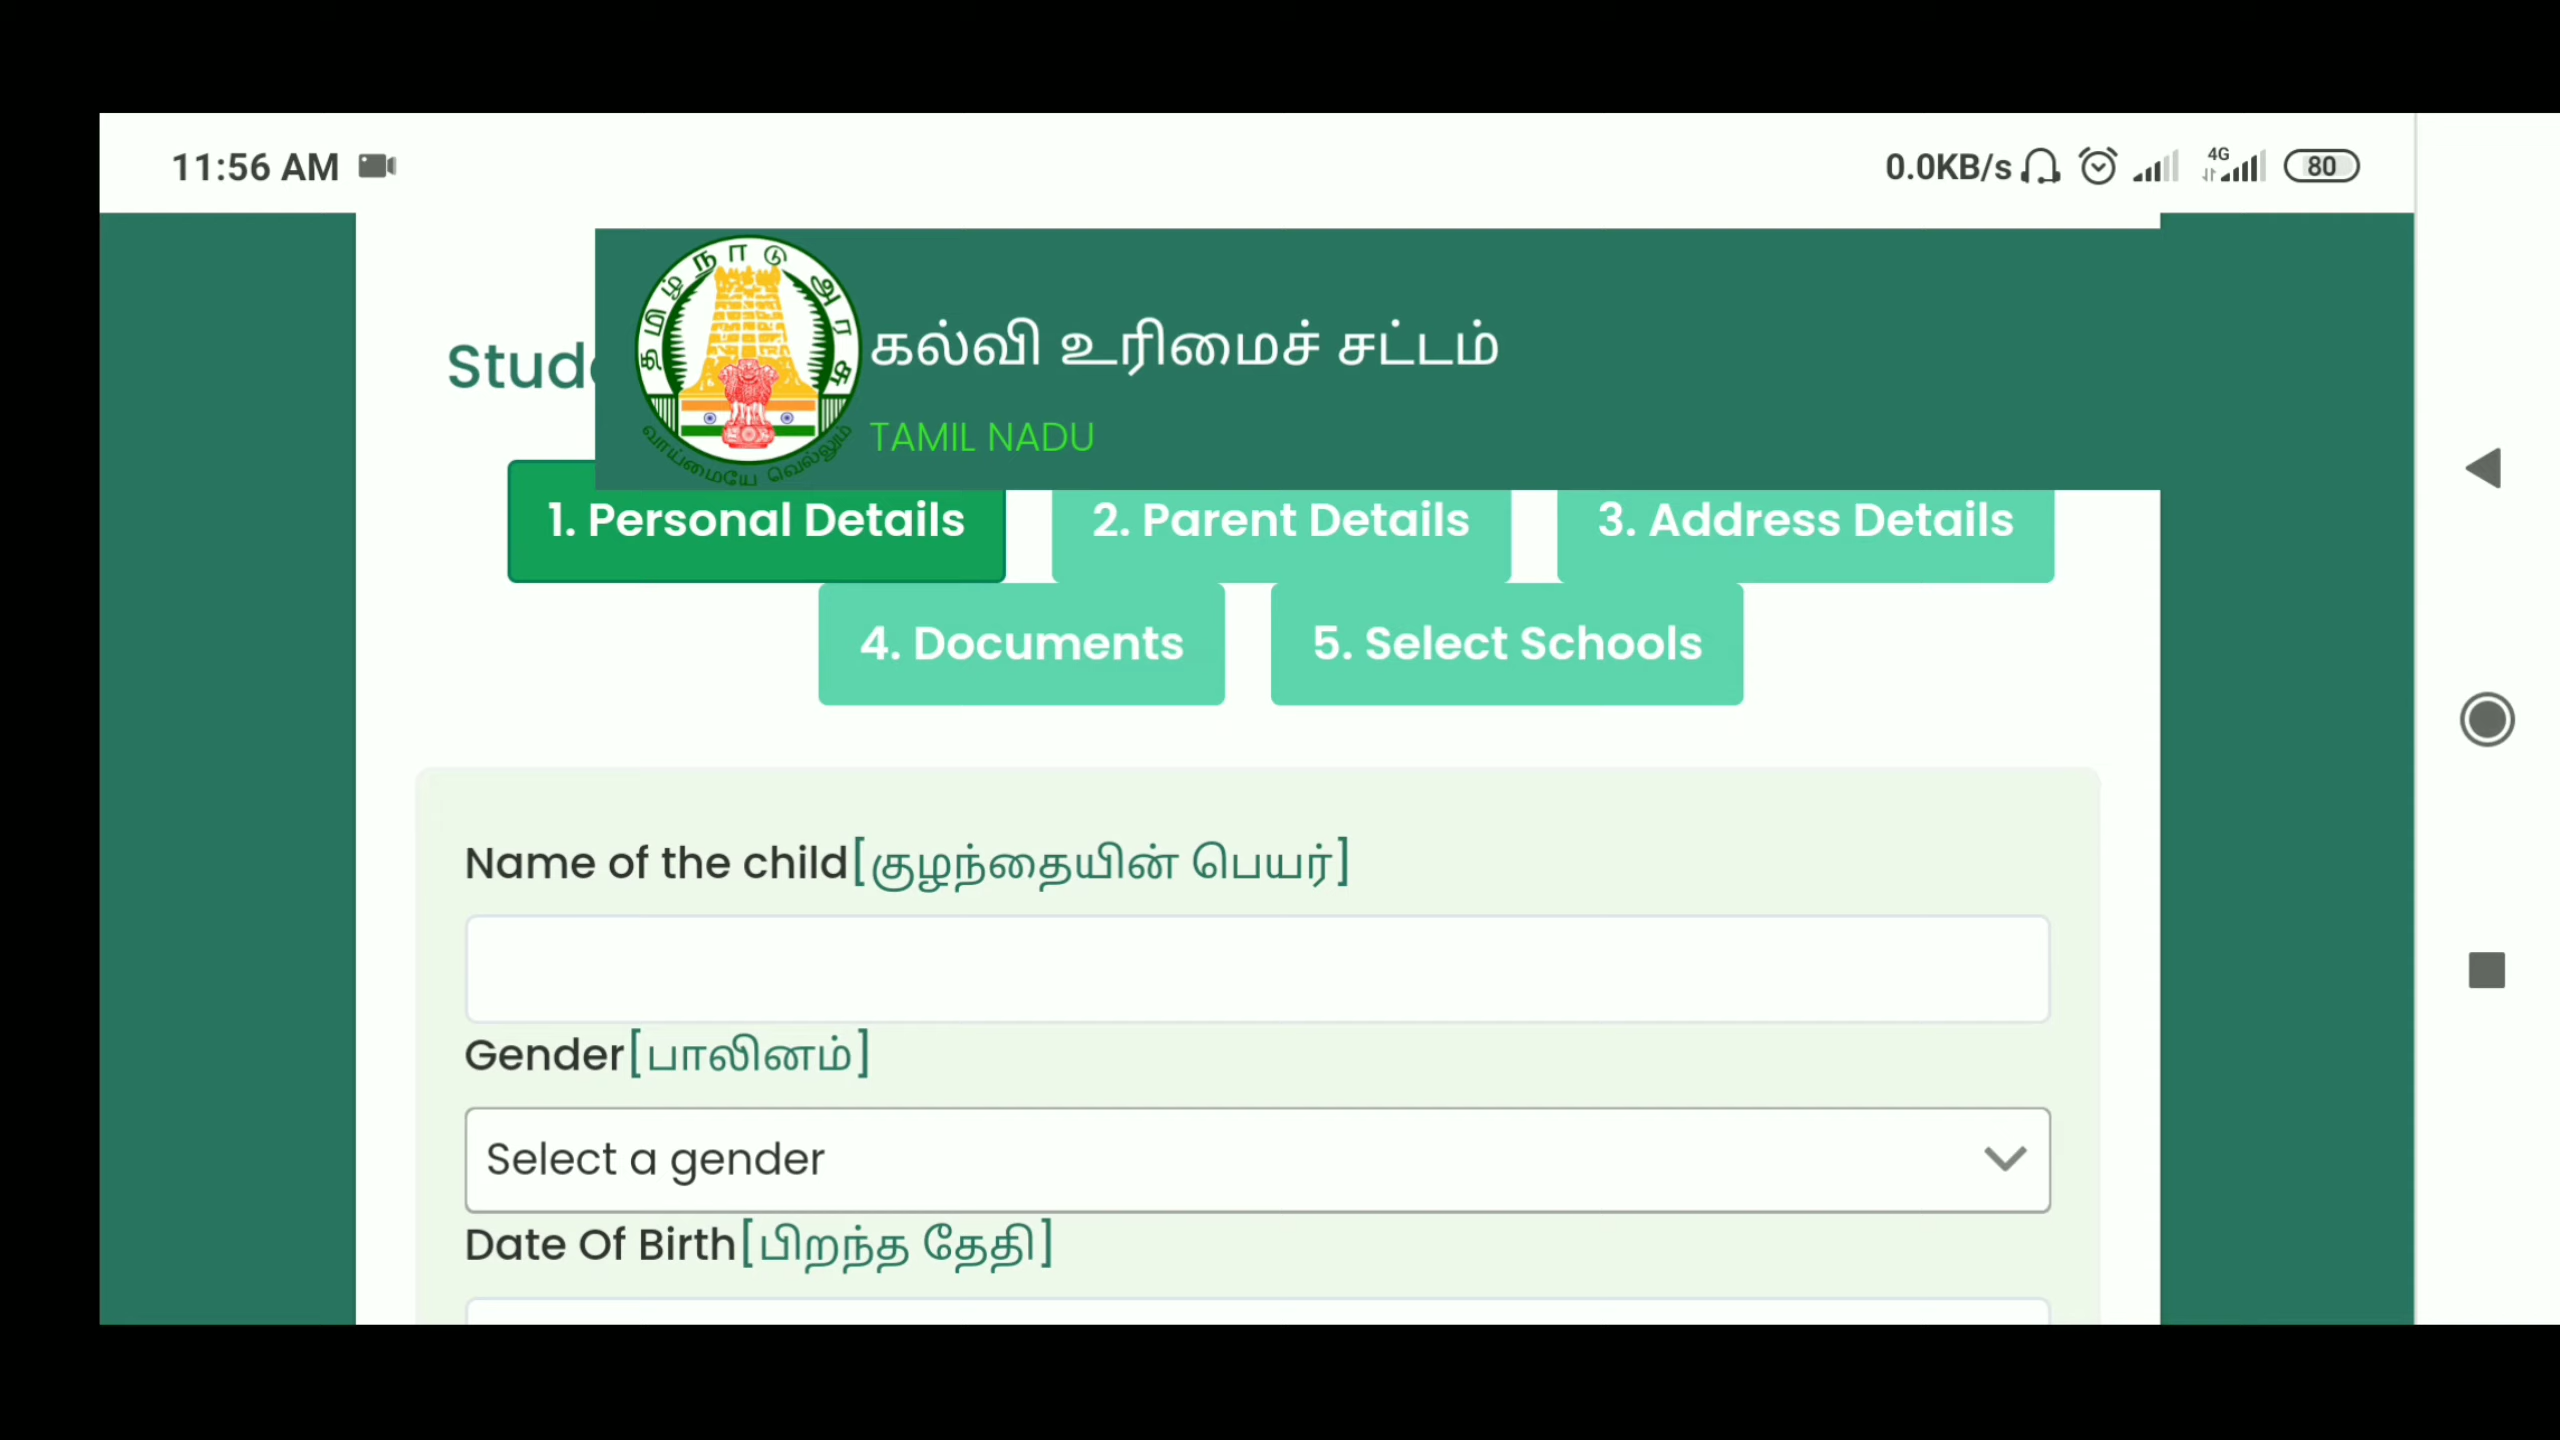 11:56 AM
0.0KB/s 4G 80
தமிழ்நாடு அரசு
வாய்மையே வெல்லும்
கல்வி உரிமைச் சட்டம்
TAMIL NADU
1. Personal Details 2. Parent Details 3. Address Details
4. Documents 5. Select Schools
Name of the child[குழந்தையின் பெயர்]
Gender[பாலினம்]
Select a gender
Date Of Birth[பிறந்த தேதி]